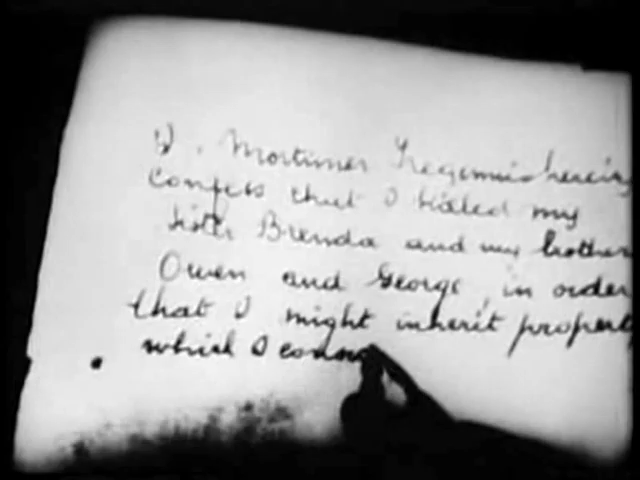 I, Mortimer Tregennis herein
confess that I killed my
sister Brenda and my brother
Owen and George, in order
that I might inherit property
which I